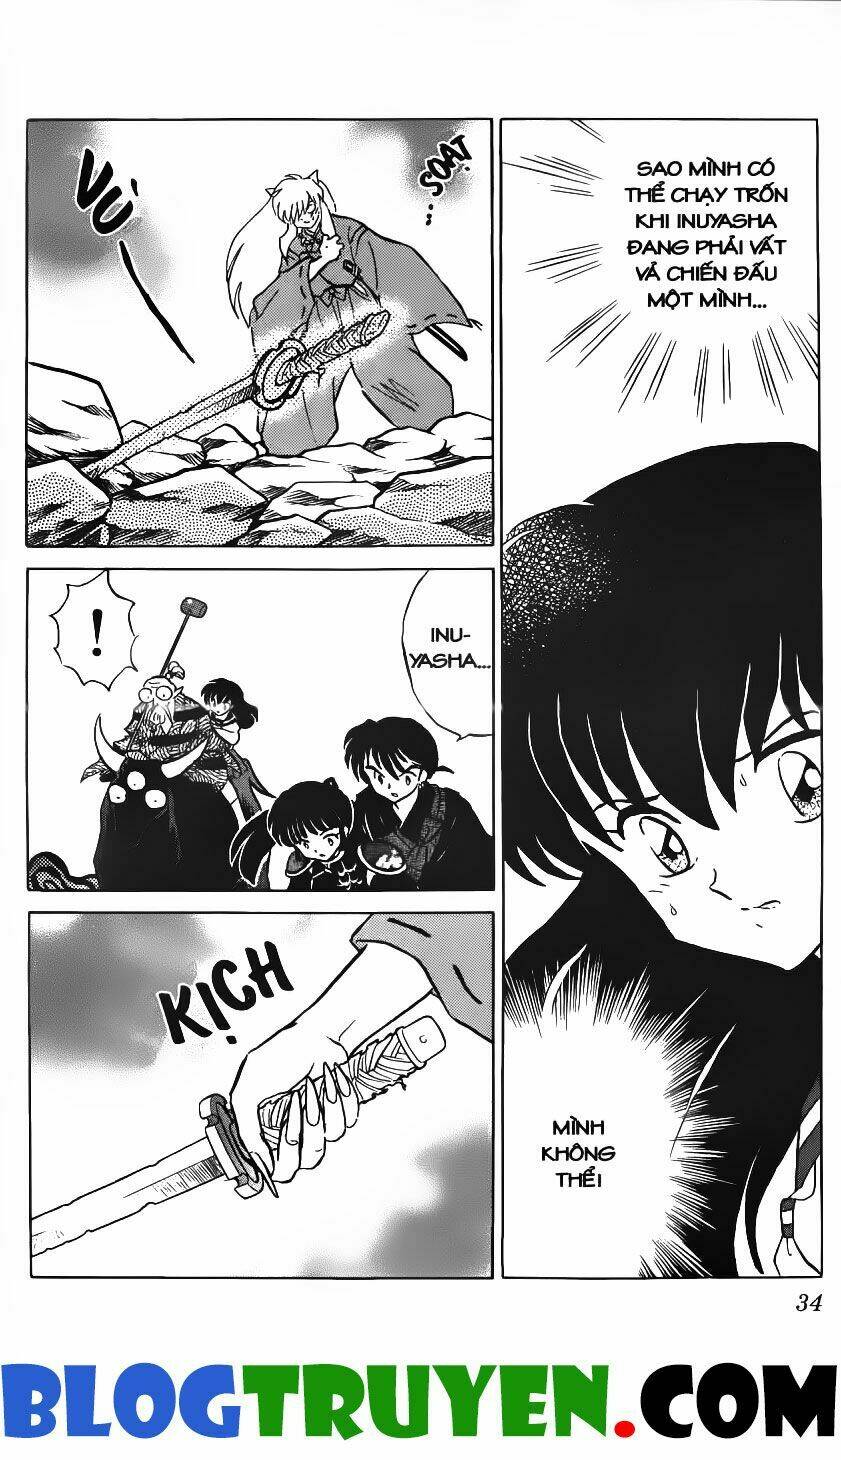 SAO MÌNH CÓ
THỂ CHẠY TRỐN
KHI INUYASHA
ĐANG PHẢI VẤT
VẢ CHIẾN ĐẤU
MỘT MÌNH...
MÌNH
KHÔNG
THỂ!
SOẠT
...
VÙ
INU-
YASHA...
!
KỊCH
34
BLOGTRUYEN.COM